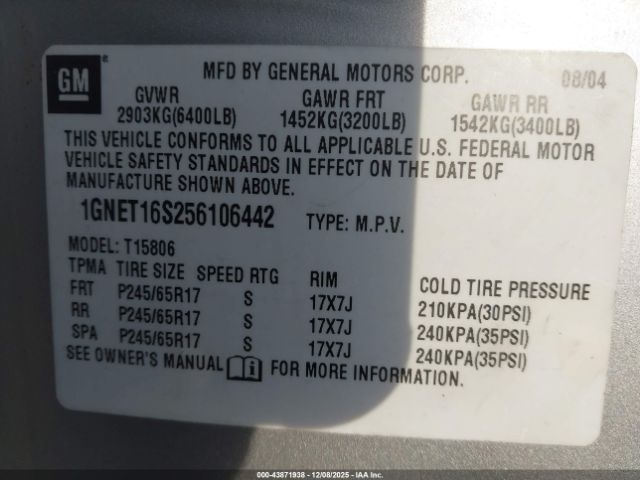 GM ®
MFD BY GENERAL MOTORS CORP. 08/04
GVWR GAWR FRT GAWR RR
2903KG(6400LB) 1452KG(3200LB) 1542KG(3400LB)
THIS VEHICLE CONFORMS TO ALL APPLICABLE U.S. FEDERAL MOTOR
VEHICLE SAFETY STANDARDS IN EFFECT ON THE DATE OF
MANUFACTURE SHOWN ABOVE.
1GNET16S256106442 TYPE: M.P.V.
MODEL: T15806
TPMA TIRE SIZE SPEED RTG RIM COLD TIRE PRESSURE
FRT P245/65R17 S 17X7J 210KPA(30PSI)
RR P245/65R17 S 17X7J 240KPA(35PSI)
SPA P245/65R17 S 17X7J 240KPA(35PSI)
SEE OWNER'S MANUAL i FOR MORE INFORMATION.
000-43871938 - 12/08/2025 - IAA Inc.